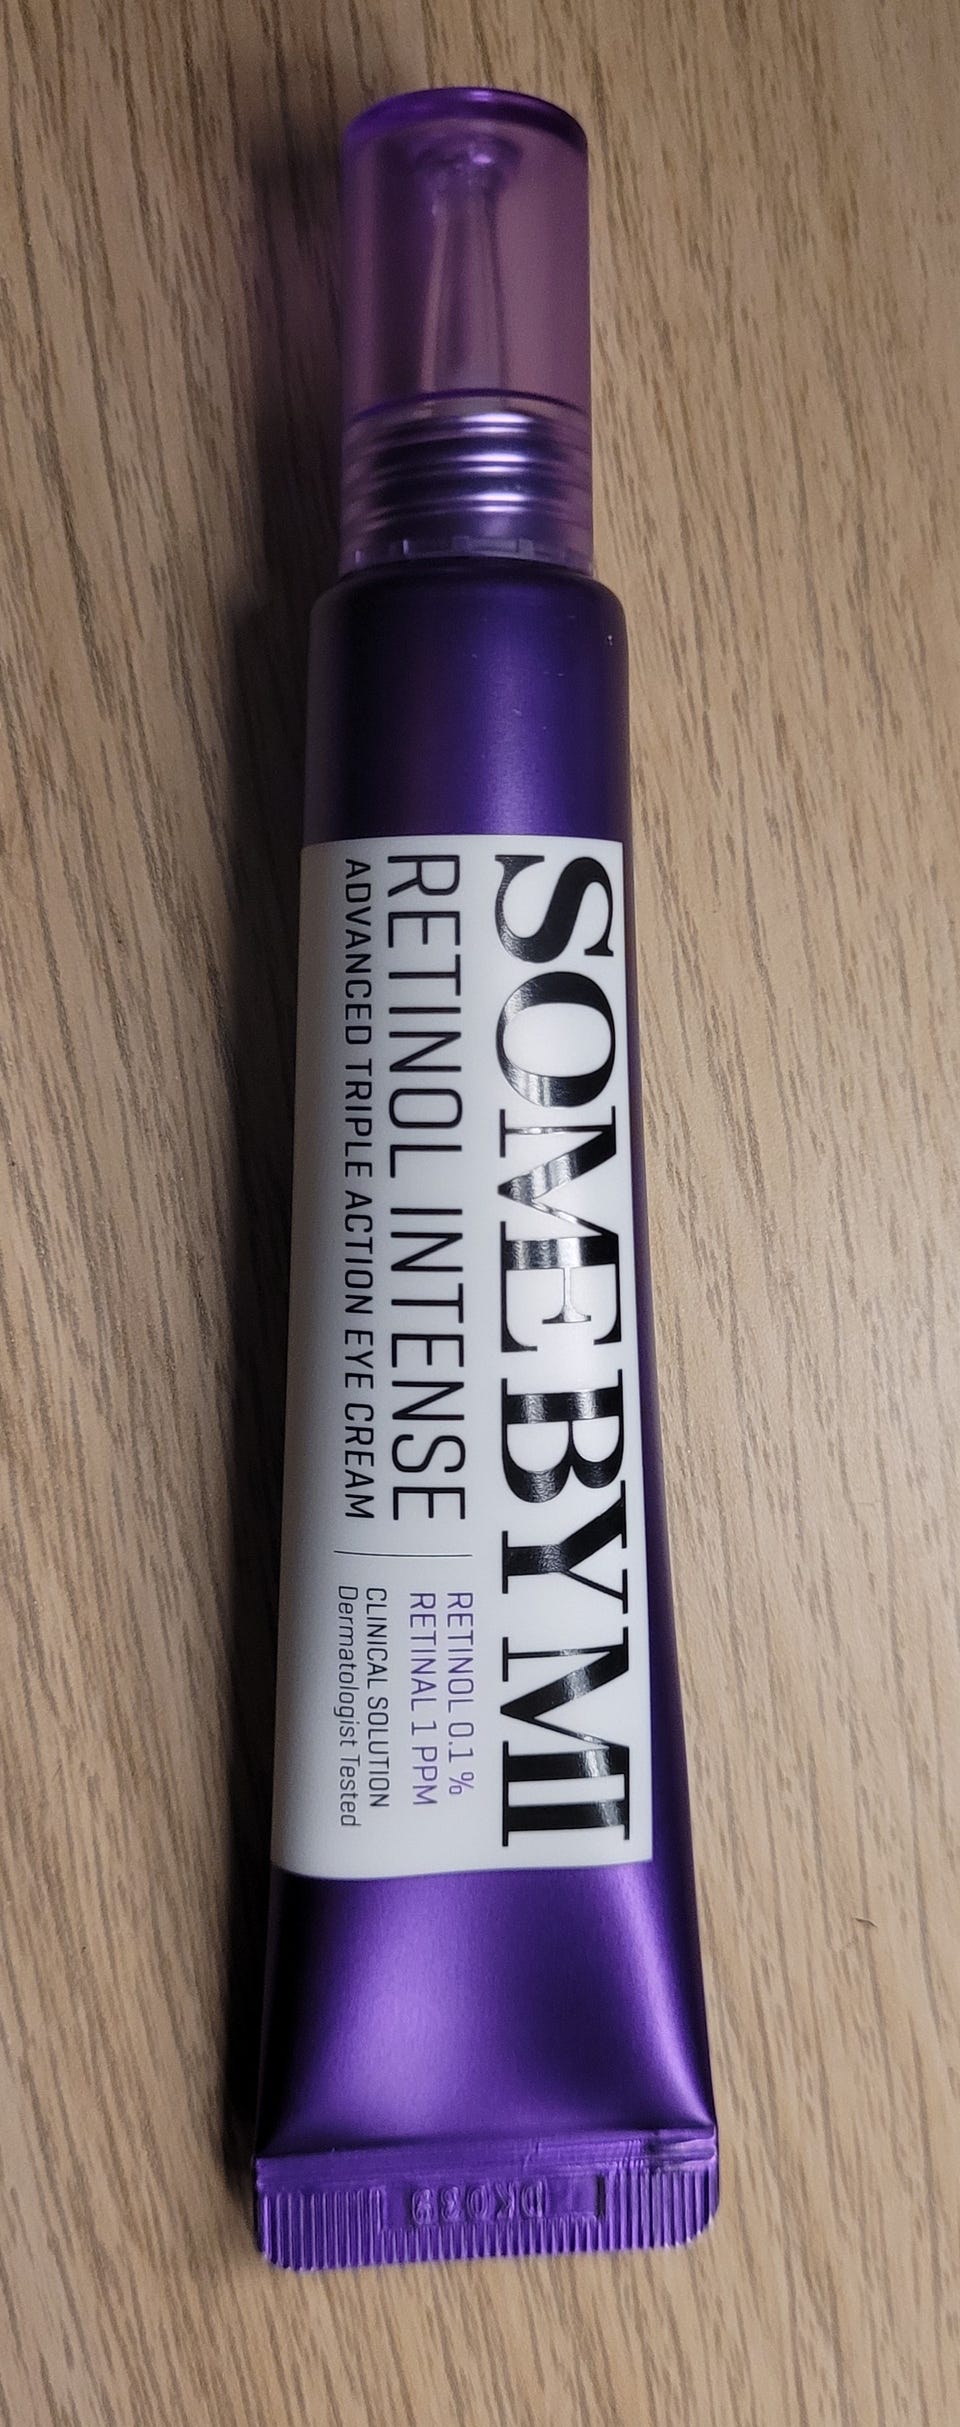 SOME BY MI
RETINOL INTENSE
ADVANCED TRIPLE ACTION EYE CREAM
RETINOL 0.1 %
RETINAL 1 PPM
CLINICAL SOLUTION
Dermatologist Tested